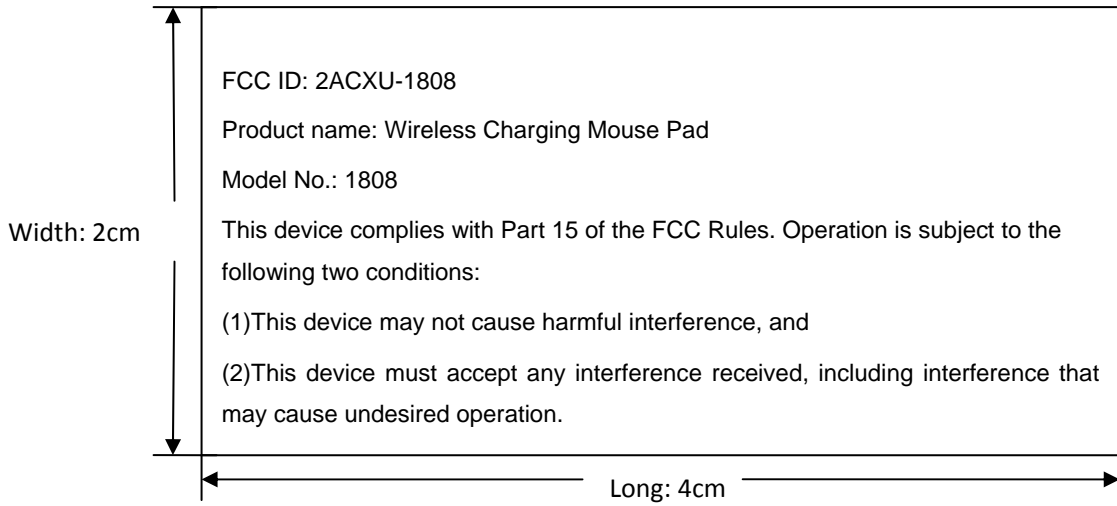 FCC ID: 2ACXU-1808
Product name: Wireless Charging Mouse Pad
Model No.: 1808
Width: 2cm
This device complies with Part 15 of the FCC Rules. Operation is subject to the
following two conditions:
(1)This device may not cause harmful interference, and
(2)This device must accept any interference received, including interference that
may cause undesired operation.
Long: 4cm